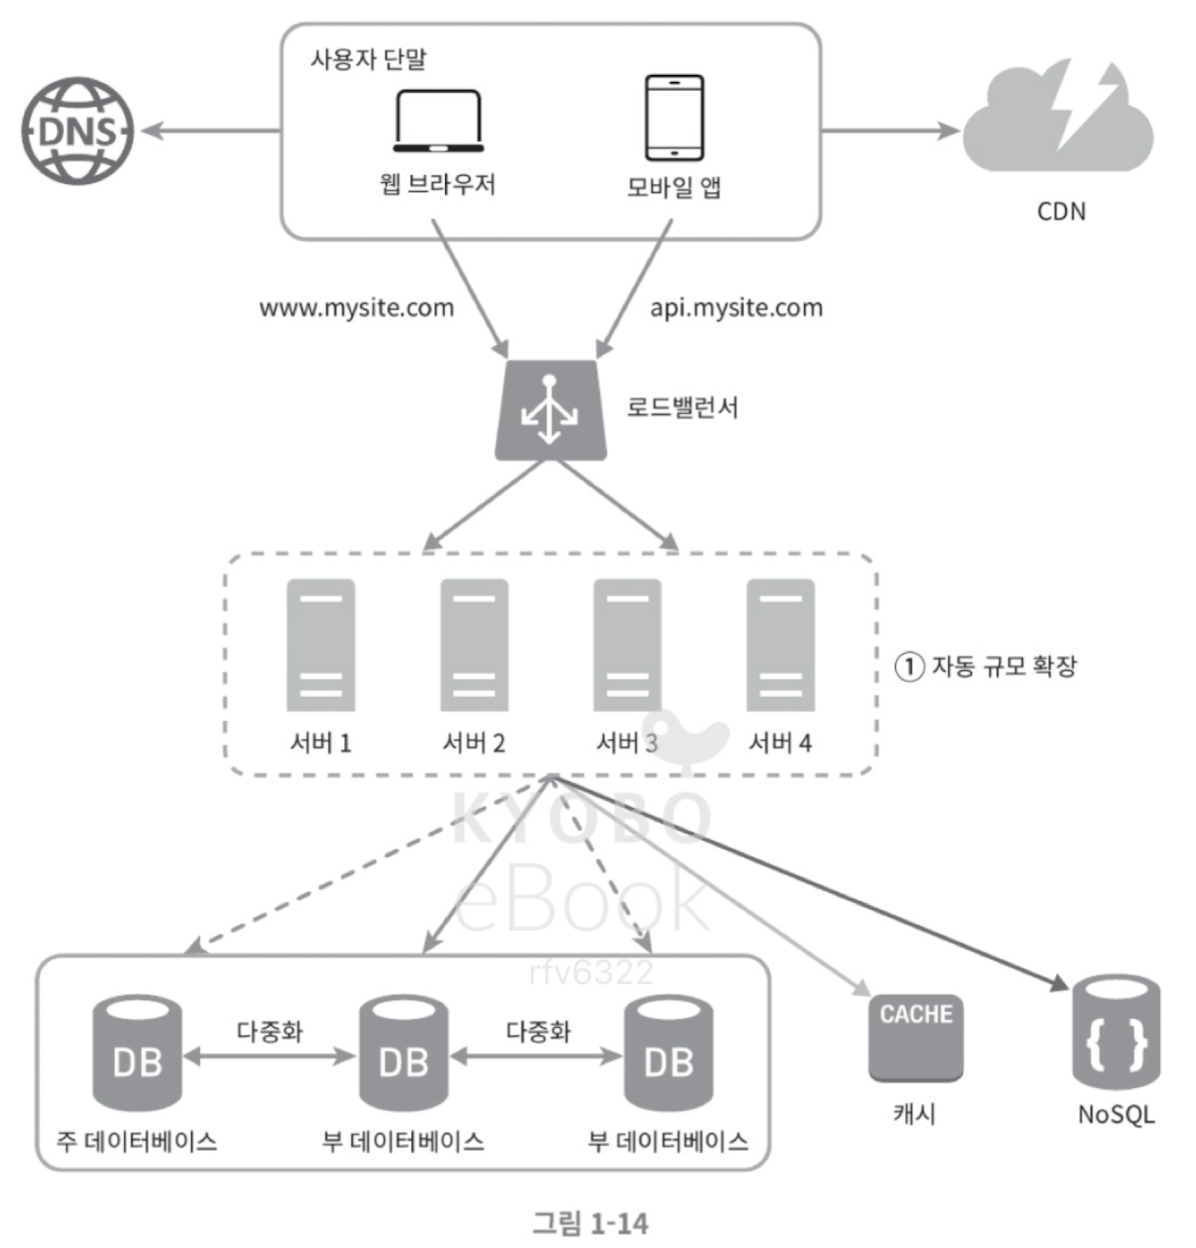 사용자 단말
DNS
웹 브라우저
모바일 앱
CDN
www.mysite.com
api.mysite.com
로드밸런서
① 자동 규모 확장
서버 1
서버 2
서버 3
서버 4
KYOBO
eBook
rfv6322
다중화
다중화
DB
DB
DB
CACHE
{ }
주 데이터베이스
부 데이터베이스
부 데이터베이스
캐시
NoSQL
그림 1-14